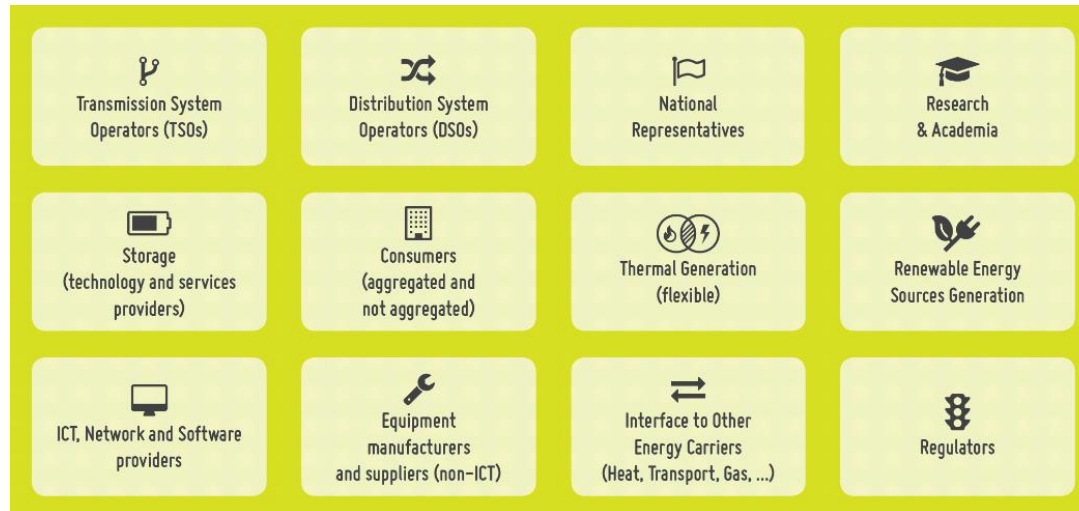 Transmission System
Operators (TSOs)
Distribution System
Operators (DSOs)
National
Representatives
Research
& Academia
Storage
(technology and services
providers)
Consumers
(aggregated and
not aggregated)
Thermal Generation
(flexible)
Renewable Energy
Sources Generation
ICT, Network and Software
providers
Equipment
manufacturers
and suppliers (non-ICT)
Interface to Other
Energy Carriers
(Heat, Transport, Gas, ...)
Regulators